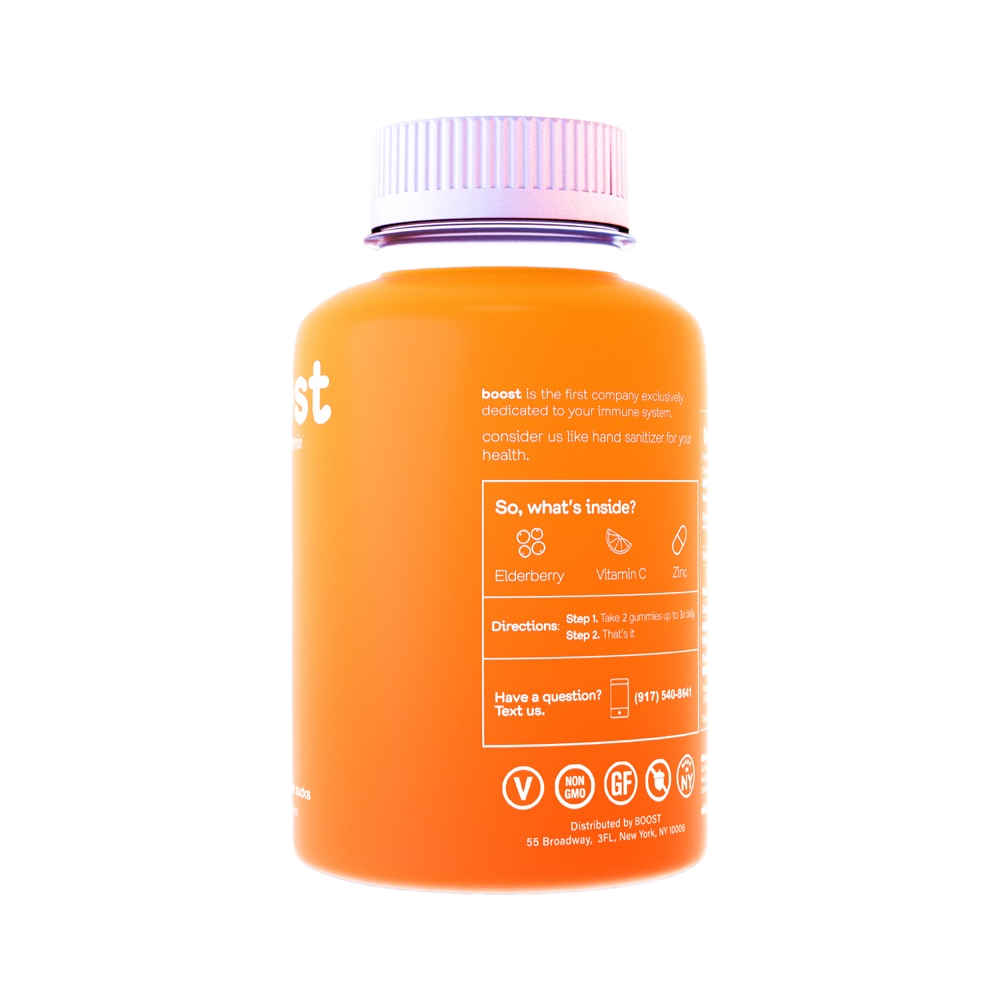 st
boost is the first company exclusively
dedicated to your immune system.
consider us like hand sanitizer for your
health.
So, what's inside?
Elderberry Vitamin C Zinc
Directions: Step 1. Take 2 gummies up to 3x daily.
Step 2. That's it
Have a question?
Text us.
(917) 540-8641
V NON GMO GF MADE IN NY
sucks
Distributed by BOOST
55 Broadway, 3FL, New York, NY 10006